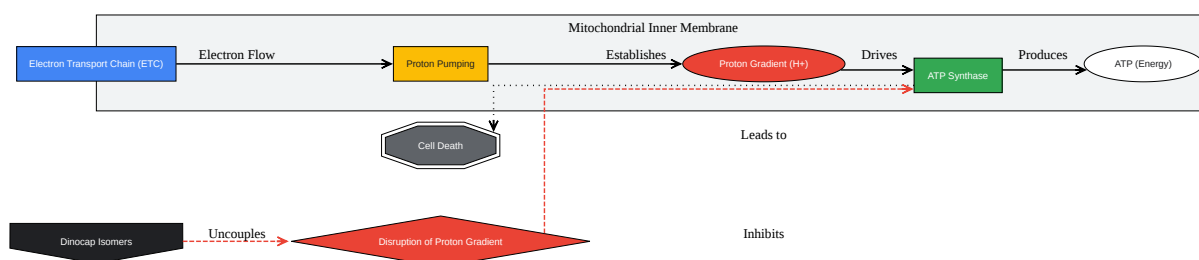 Mitochondrial Inner Membrane
Electron Transport Chain (ETC)
Electron Flow
Proton Pumping
Establishes
Proton Gradient (H+)
Drives
ATP Synthase
Produces
ATP (Energy)
Leads to
Cell Death
Dinocap Isomers
Uncouples
Disruption of Proton Gradient
Inhibits